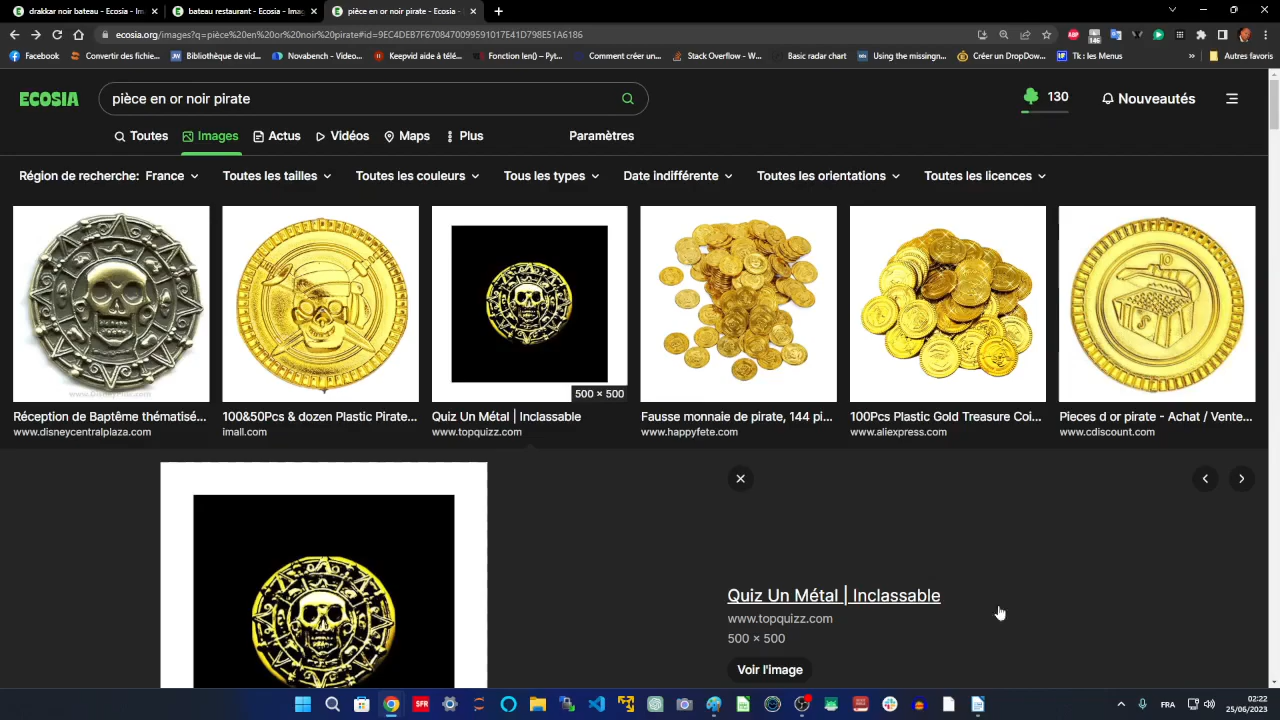 drakkar noir bateau - Ecosia - Im
bateau restaurant - Ecosia - Imag
pièce en or noir pirate - Ecosia -
ecosia.org/images?q=pièce%20en%20or%20noir%20pirate#id=9EC4DEB7F6708470099591017E41D798E51A6186
Facebook
Convertir des fichie...
Bibliothèque de vid...
Novabench - Video...
Keepvid aide à télé...
Fonction len() – Pyt...
Comment créer un...
Stack Overflow - W...
Radar chart basic
Using the missingn...
Créer un DropDow...
Tk : les Menus
»
Autres favoris
ECOSIA
pièce en or noir pirate
130
Nouveautés
Toutes
Images
Actus
Vidéos
Maps
Plus
Paramètres
Région de recherche: France
Toutes les tailles
Toutes les couleurs
Tous les types
Date indifférente
Toutes les orientations
Toutes les licences
500 × 500
Réception de Baptême thématisé...
www.disneycentralplaza.com
100&50Pcs & dozen Plastic Pirate...
imall.com
Quiz Un Métal | Inclassable
www.topquizz.com
Fausse monnaie de pirate, 144 pi...
www.happyfete.com
100Pcs Plastic Gold Treasure Coi...
www.aliexpress.com
Pieces d or pirate - Achat / Vente...
www.cdiscount.com
Quiz Un Métal | Inclassable
www.topquizz.com
500 × 500
Voir l'image
SFR
FRA
02:22
25/06/2023